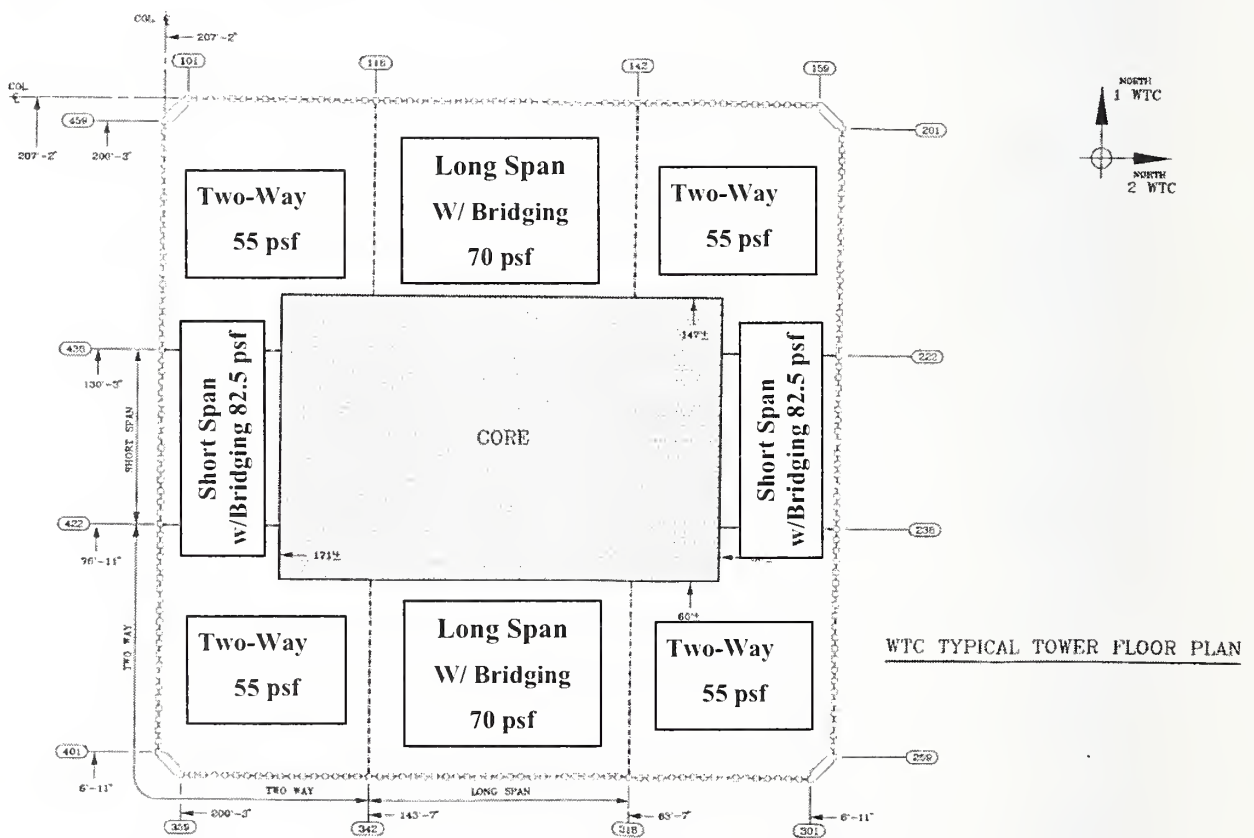 COL ℄
207'-2"
101
118
142
159
COL
℄
459
201
207'-2"
200'-3"
NORTH
1 WTC
NORTH
2 WTC
Two-Way
55 psf
Long Span
W/ Bridging
70 psf
Two-Way
55 psf
147±
438
222
130'-3"
SHORT SPAN
Short Span
w/Bridging 82.5 psf
CORE
Short Span
w/Bridging 82.5 psf
422
238
76'-11"
171±
60±
TWO WAY
Two-Way
55 psf
Long Span
W/ Bridging
70 psf
Two-Way
55 psf
WTC TYPICAL TOWER FLOOR PLAN
401
259
6'-11"
TWO WAY
LONG SPAN
200'-3"
143'-7"
63'-7"
6'-11"
359
342
318
301